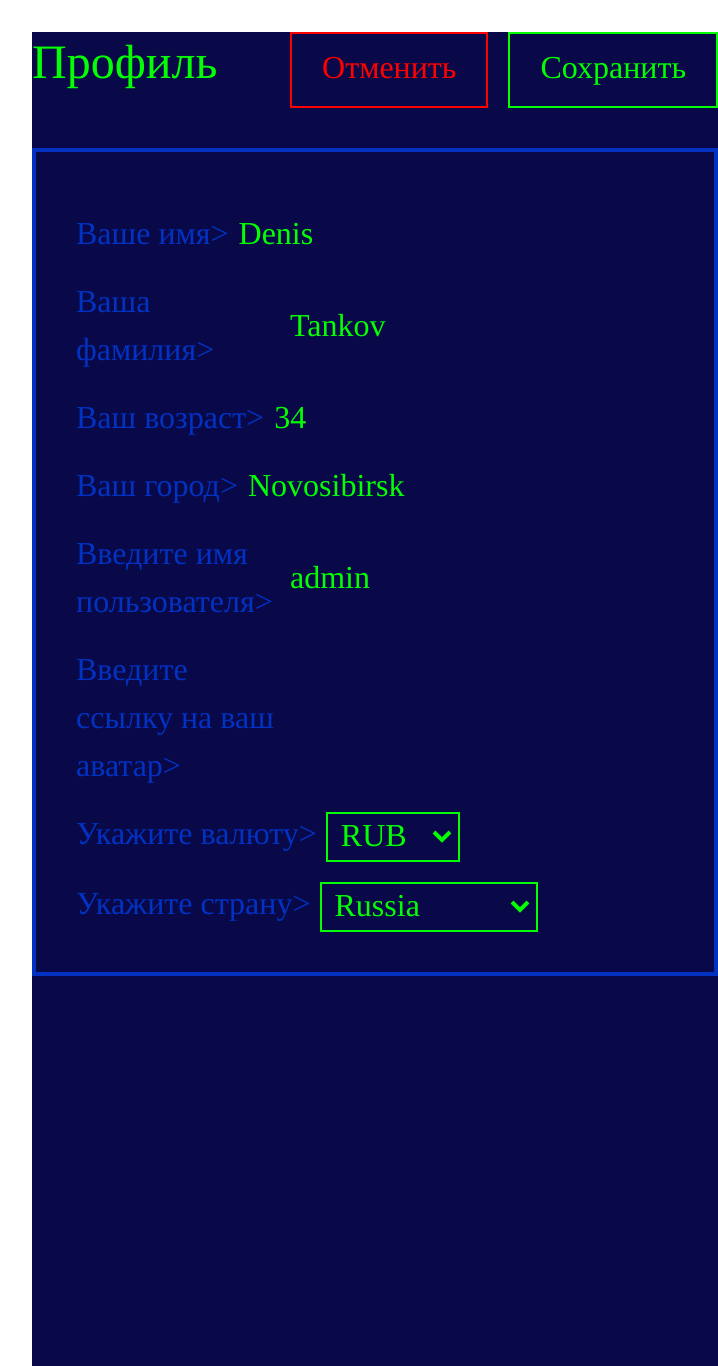 Профиль Отменить Сохранить
Ваше имя> Denis
Ваша
фамилия> Tankov
Ваш возраст> 34
Ваш город> Novosibirsk
Введите имя
пользователя> admin
Введите
ссылку на ваш
аватар>
Укажите валюту> RUB
Укажите страну> Russia